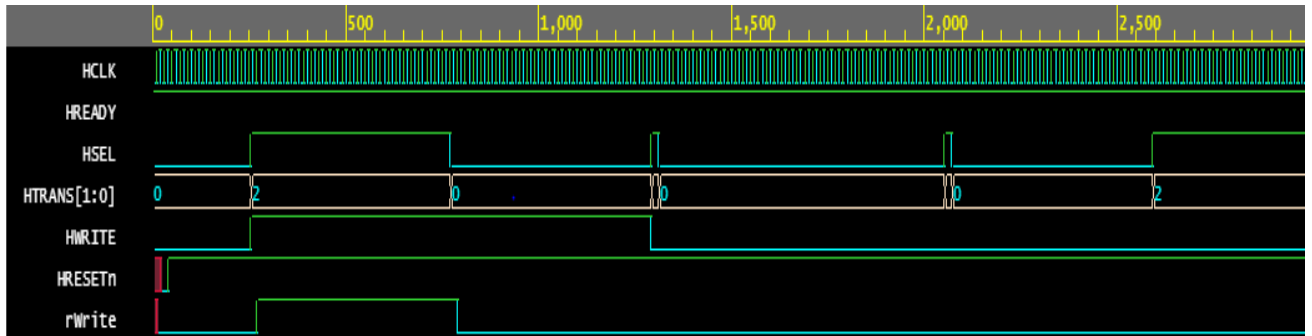 0 500 1,000 1,500 2,000 2,500
HCLK
HREADY
HSEL
HTRANS[1:0] 0 2 0 0 0 2
HWRITE
HRESETn
rWrite